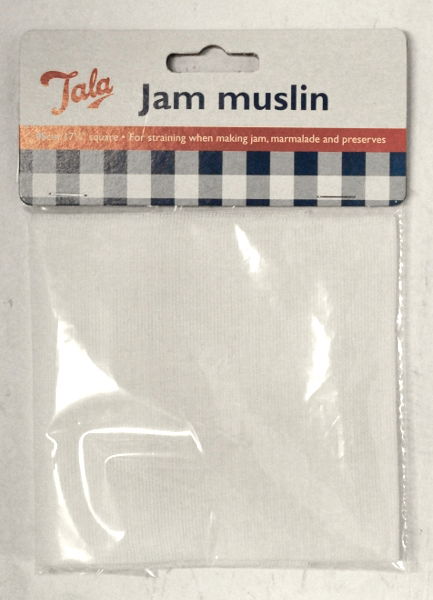 Tala
Jam muslin
square • For straining when making jam, marmalade and preserves